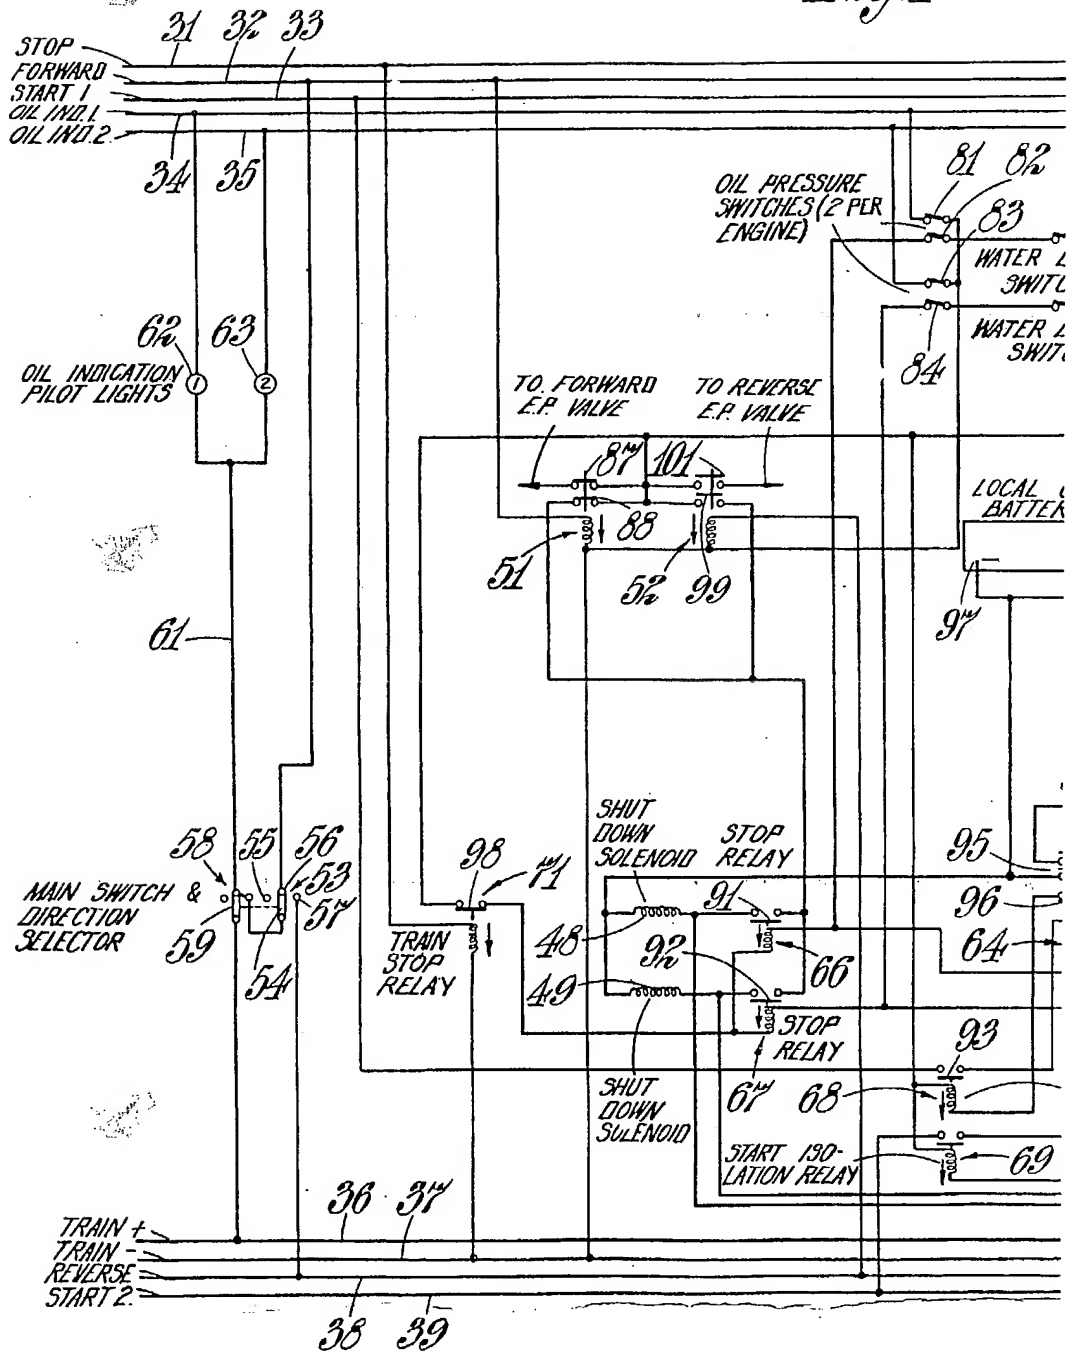 31 32 33
STOP
FORWARD
START 1
OIL IND.1.
OIL IND.2.
34 35
OIL PRESSURE
SWITCHES (2 PER
ENGINE)
81 82
83
WATER
WATER
84
62 63
OIL INDICATION
PILOT LIGHTS
1 2
TO FORWARD
E.P. VALVE
TO REVERSE
E.P. VALVE
87 101
88
51 52 99
LOCAL
97
61
SHUT
DOWN
SOLENOID
STOP
RELAY
58 55 56
53
57
98 71
91
95
96
MAIN SWITCH &
DIRECTION
SELECTOR
59 54
TRAIN
STOP
RELAY
48 92 66
64
49
STOP
RELAY
93
67 68
SHUT
DOWN
SOLENOID
START ISO-
LATION RELAY
69
36 37
TRAIN +
TRAIN -
REVERSE
START 2.
38 39